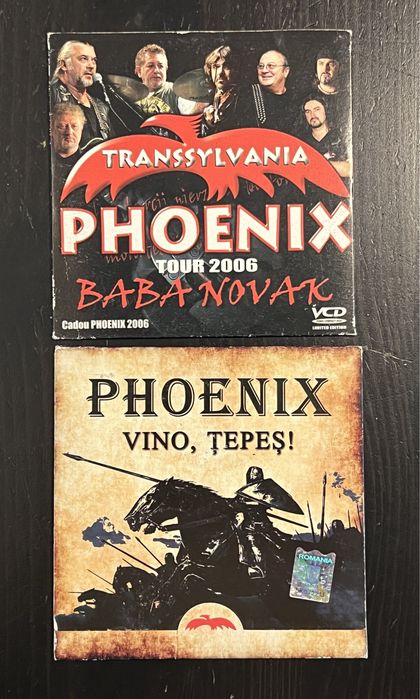 TRANSSYLVANIA
PHOENIX
TOUR 2006
BABA NOVAK
Cadou PHOENIX 2006
VCD
LIMITED EDITION
PHOENIX
VINO, ȚEPEȘ!
ROMANIA